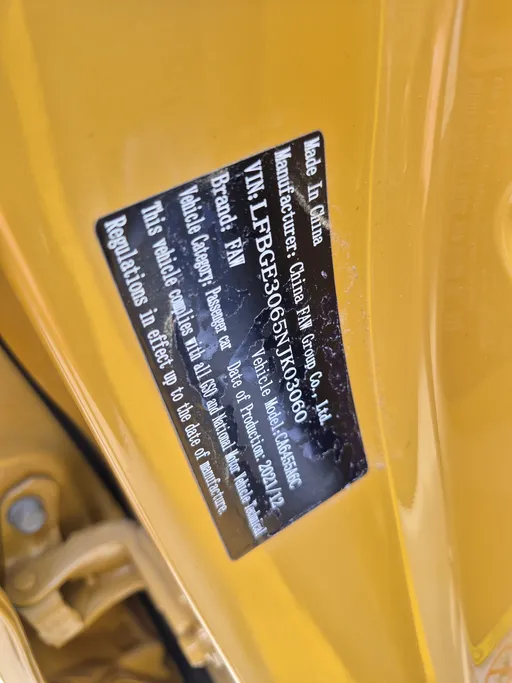 Made In China
Manufacturer: China FAW Group Co., Ltd
VIN:LFBGE3065NJK03060
Brand: FAW Vehicle Model:CA6455A6C
Vehicle Category: Passenger car Date of Production: 2021/12
This vehicle complies with all GSO and National Motor Vehicle Technical
Regulations in effect up to the date of manufacture.